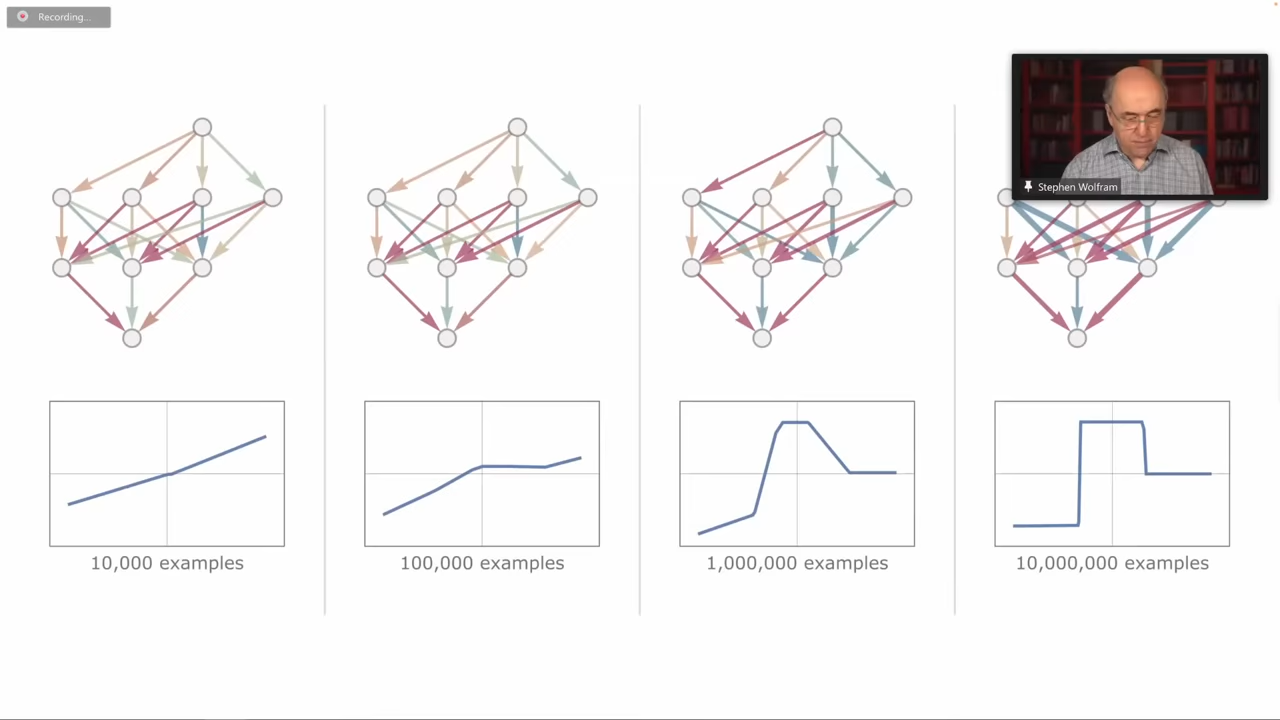 Recording...
Stephen Wolfram
10,000 examples
100,000 examples
1,000,000 examples
10,000,000 examples